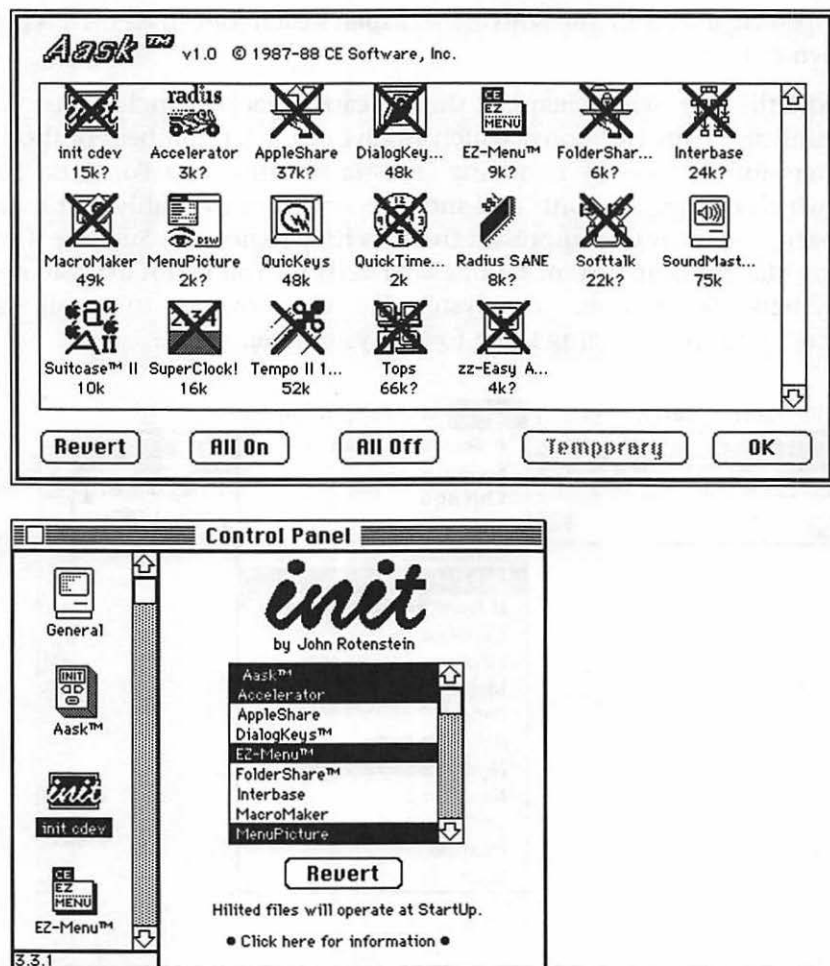 Aask™ v1.0 © 1987-88 CE Software, Inc.
radius
CE
EZ
MENU
init cdev Accelerator AppleShare DialogKey... EZ-Menu™ FolderShar... Interbase
15k? 3k? 37k? 48k 9k? 6k? 24k?
DSW
MacroMaker MenuPicture QuicKeys QuickTime... Radius SANE Softtalk SoundMast...
49k 2k? 48k 2k 8k? 22k? 75k
Suitcase™ II SuperClock! Tempo II 1... Tops zz-Easy A...
10k 16k 52k 66k? 4k?
Revert All On All Off Temporary OK
Control Panel
General
INIT
Aask™
init
init cdev
CE
EZ
MENU
EZ-Menu™
3.3.1
init
by John Rotenstein
Aask™
Accelerator
AppleShare
DialogKeys™
EZ-Menu™
FolderShare™
Interbase
MacroMaker
MenuPicture
Revert
Hilited files will operate at StartUp.
• Click here for information •